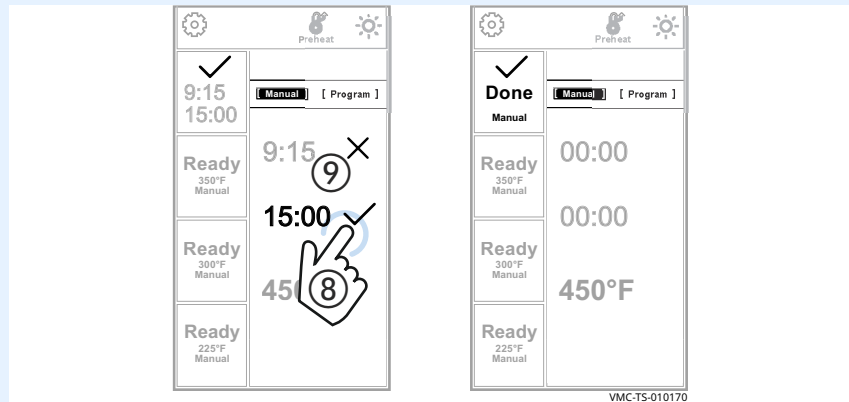 Preheat
9:15
15:00
[ Manual ] [ Program ]
Ready
350°F
Manual
9:15
9
15:00
Ready
300°F
Manual
8
Ready
225°F
Manual
Preheat
Done
Manual
[ Manual ] [ Program ]
Ready
350°F
Manual
00:00
00:00
Ready
300°F
Manual
450°F
Ready
225°F
Manual
VMC-TS-010170